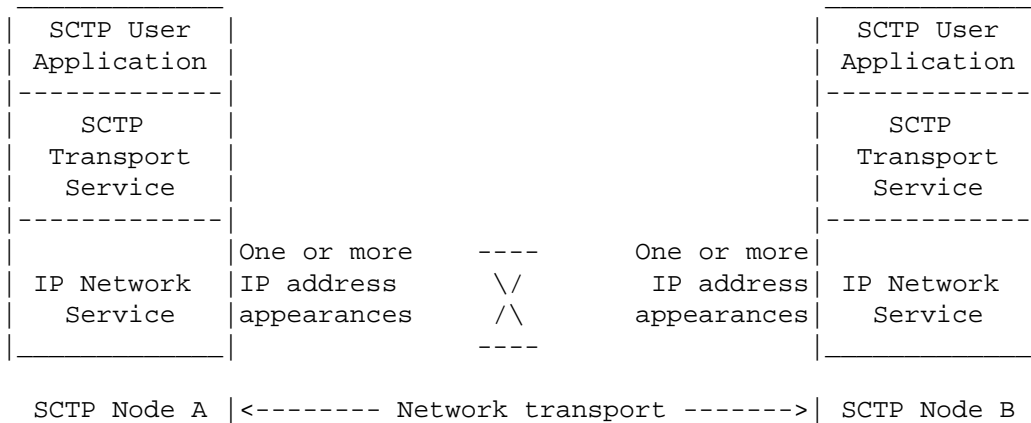 SCTP User SCTP User
Application Application
SCTP SCTP
Transport Transport
Service Service
One or more ---- One or more
IP Network IP address \/ IP address IP Network
Service appearances /\ appearances Service
----
SCTP Node A |<-------- Network transport ------->| SCTP Node B